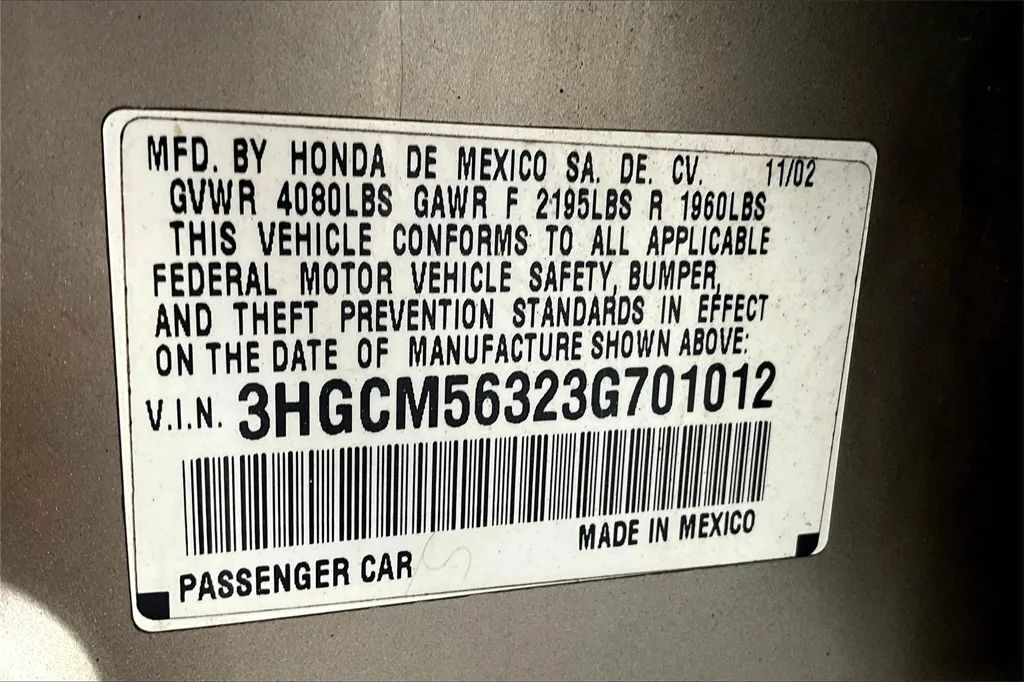 MFD. BY HONDA DE MEXICO SA. DE. CV. 11/02
GVWR 4080LBS GAWR F 2195LBS R 1960LBS
THIS VEHICLE CONFORMS TO ALL APPLICABLE
FEDERAL MOTOR VEHICLE SAFETY, BUMPER,
AND THEFT PREVENTION STANDARDS IN EFFECT
ON THE DATE OF MANUFACTURE SHOWN ABOVE:
V.I.N. 3HGCM56323G701012
MADE IN MEXICO
PASSENGER CAR